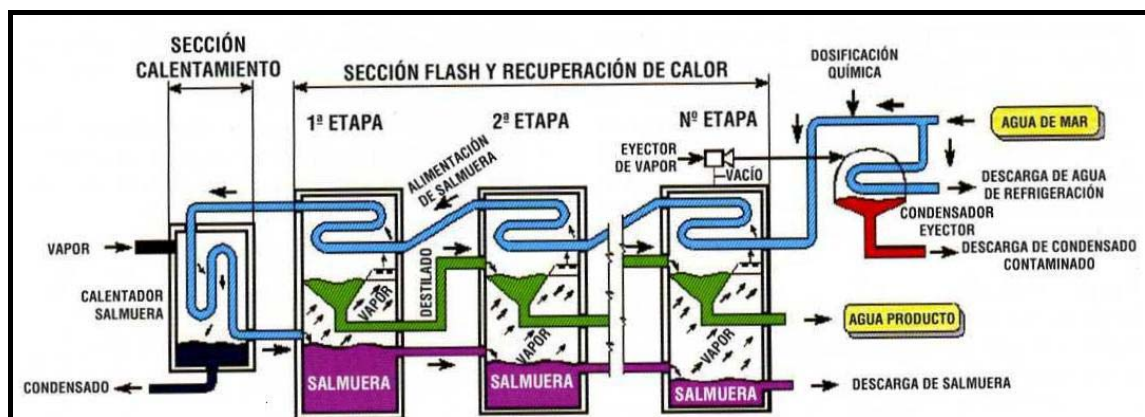 SECCIÓN
CALENTAMIENTO
SECCIÓN FLASH Y RECUPERACIÓN DE CALOR
DOSIFICACIÓN
QUÍMICA
1ª ETAPA
2ª ETAPA
Nº ETAPA
AGUA DE MAR
EYECTOR
DE VAPOR
VACÍO
ALIMENTACIÓN
DE SALMUERA
DESCARGA DE AGUA
DE REFRIGERACIÓN
CONDENSADOR
EYECTOR
DESCARGA DE CONDENSADO
CONTAMINADO
VAPOR
CALENTADOR
SALMUERA
DESTILADO
VAPOR
VAPOR
VAPOR
AGUA PRODUCTO
CONDENSADO
SALMUERA
SALMUERA
SALMUERA
DESCARGA DE SALMUERA